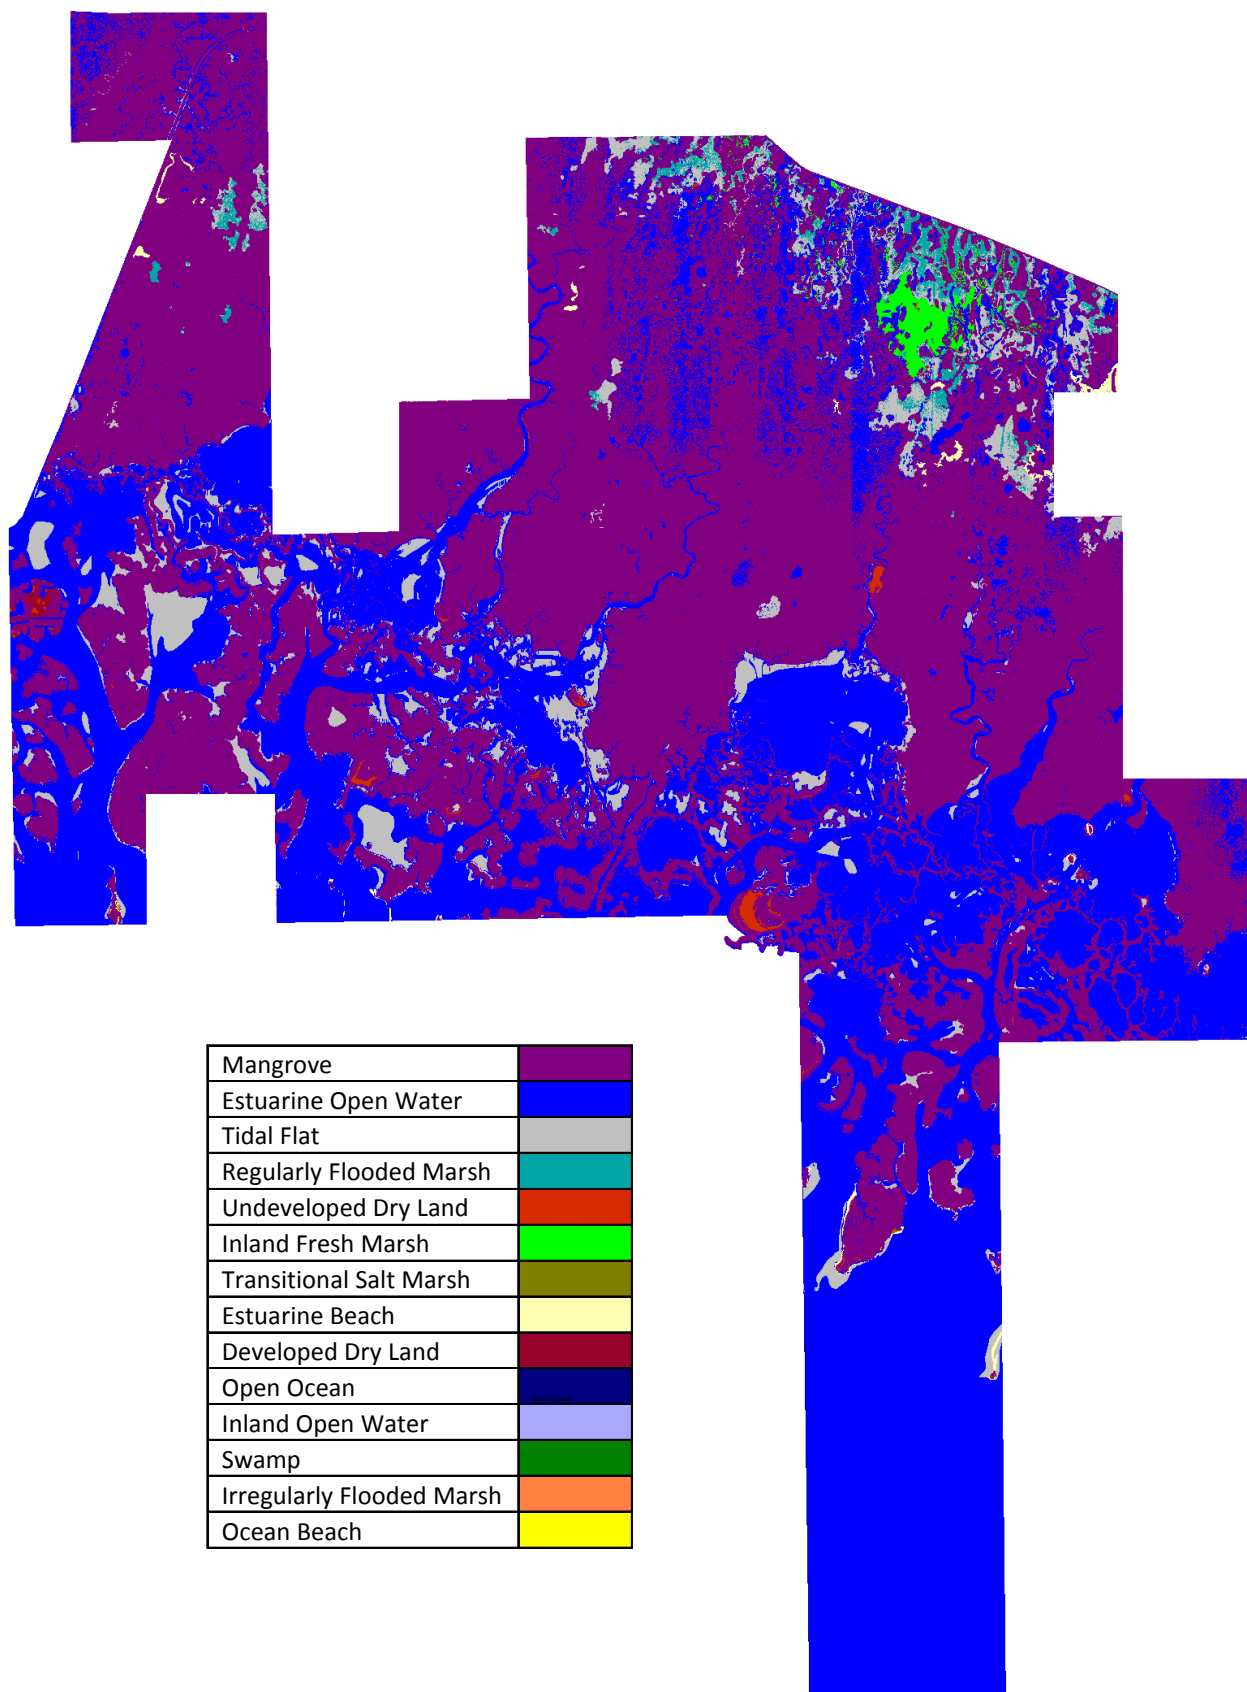 Mangrove
Estuarine Open Water
Tidal Flat
Regularly Flooded Marsh
Undeveloped Dry Land
Inland Fresh Marsh
Transitional Salt Marsh
Estuarine Beach
Developed Dry Land
Open Ocean
Inland Open Water
Swamp
Irregularly Flooded Marsh
Ocean Beach